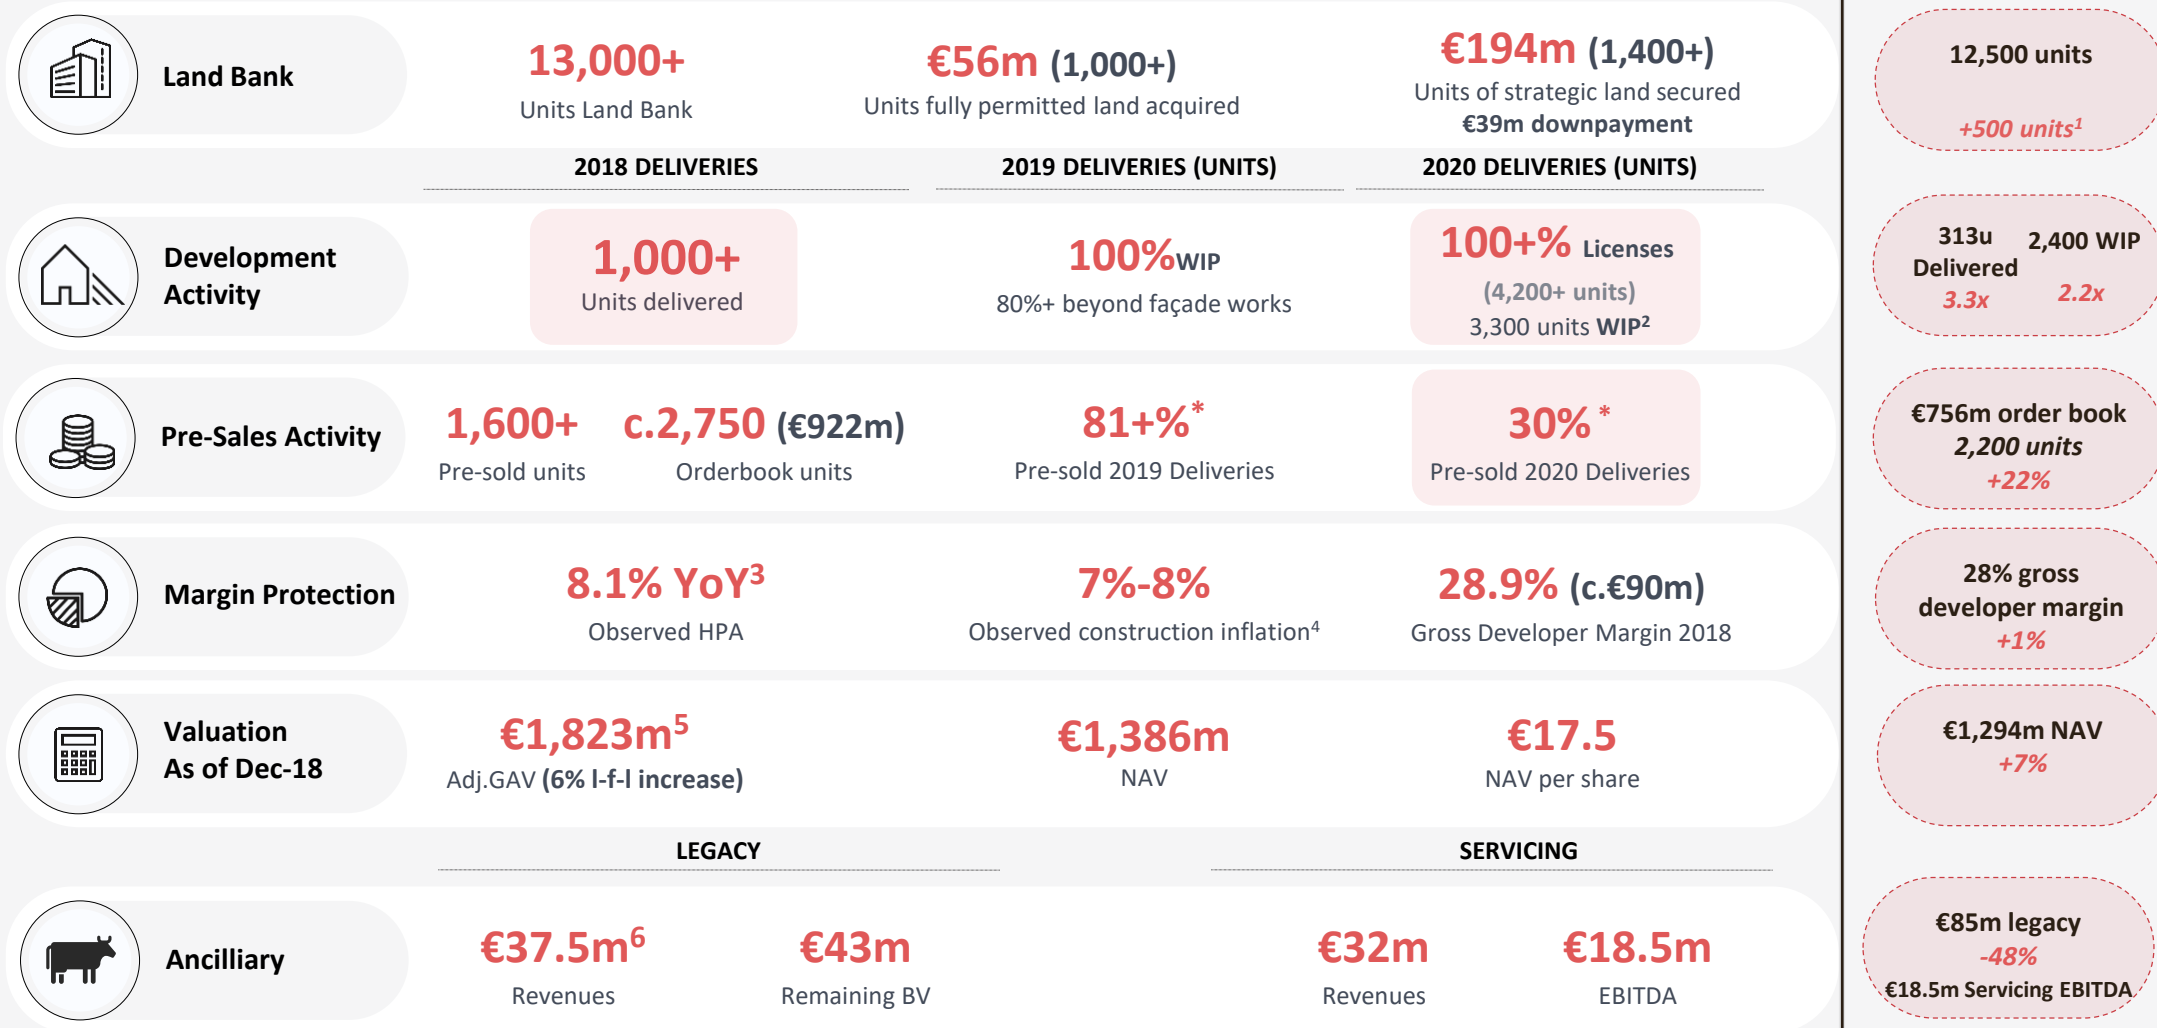 Land Bank
13,000+
Units Land Bank
€56m (1,000+)
Units fully permitted land acquired
€194m (1,400+)
Units of strategic land secured
€39m downpayment
12,500 units
+500 units¹
2018 DELIVERIES
2019 DELIVERIES (UNITS)
2020 DELIVERIES (UNITS)
Development
Activity
1,000+
Units delivered
100%WIP
80%+ beyond façade works
100+% Licenses
(4,200+ units)
3,300 units WIP²
313u
Delivered
3.3x
2,400 WIP
2.2x
Pre-Sales Activity
1,600+
Pre-sold units
c.2,750 (€922m)
Orderbook units
81+%*
Pre-sold 2019 Deliveries
30% *
Pre-sold 2020 Deliveries
€756m order book
2,200 units
+22%
Margin Protection
8.1% YoY³
Observed HPA
7%-8%
Observed construction inflation⁴
28.9% (c.€90m)
Gross Developer Margin 2018
28% gross
developer margin
+1%
Valuation
As of Dec-18
€1,823m⁵
Adj.GAV (6% l-f-l increase)
€1,386m
NAV
€17.5
NAV per share
€1,294m NAV
+7%
LEGACY
SERVICING
Ancilliary
€37.5m⁶
Revenues
€43m
Remaining BV
€32m
Revenues
€18.5m
EBITDA
€85m legacy
-48%
€18.5m Servicing EBITDA